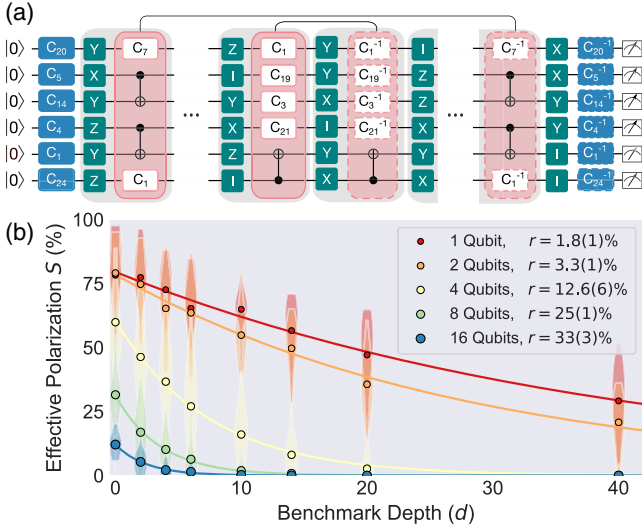 (a)
|0⟩ C₂₀ Y C₇ Z C₁ Y C₁⁻¹ I C₇⁻¹ X C₂₀⁻¹
|0⟩ C₅ X I C₁₉ Y C₁₉⁻¹ Z X C₅⁻¹
|0⟩ C₁₄ Y ... Y C₃ X C₃⁻¹ Z ... Y C₁₄⁻¹
|0⟩ C₄ Z X C₂₁ I C₂₁⁻¹ X Z C₄⁻¹
|0⟩ C₁ Y Z Y X Y C₁⁻¹
|0⟩ C₂₄ Z C₁ I X X C₁⁻¹ I C₂₄⁻¹
(b)
Effective Polarization S (%)
100
75
50
25
0
1 Qubit, r = 1.8(1)%
2 Qubits, r = 3.3(1)%
4 Qubits, r = 12.6(6)%
8 Qubits, r = 25(1)%
16 Qubits, r = 33(3)%
0 10 20 30 40
Benchmark Depth (d)